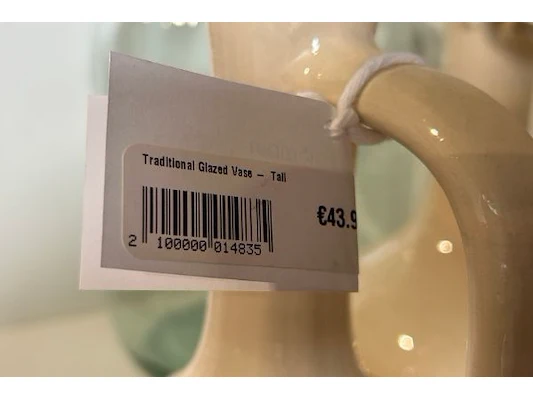 Traditional Glazed Vase – Tall
€43.9
2 100000 014835